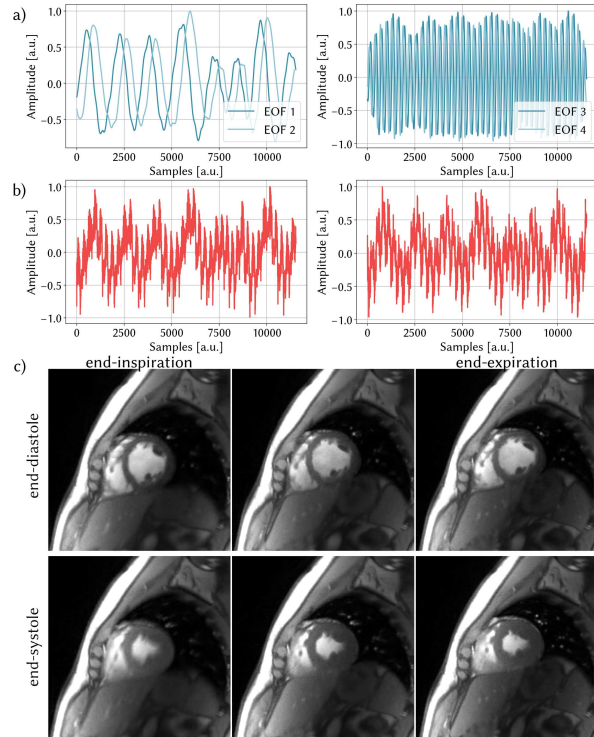 a)
Amplitude [a.u.]
1.0
0.5
0.0
−0.5
EOF 1
EOF 2
0 2500 5000 7500 10000
Samples [a.u.]
Amplitude [a.u.]
1.0
0.5
0.0
−0.5
−1.0
EOF 3
EOF 4
0 2500 5000 7500 10000
Samples [a.u.]
b)
Amplitude [a.u.]
1.0
0.5
0.0
−0.5
−1.0
0 2500 5000 7500 10000
Samples [a.u.]
Amplitude [a.u.]
1.0
0.5
0.0
−0.5
−1.0
0 2500 5000 7500 10000
Samples [a.u.]
c)
end-inspiration
end-expiration
end-diastole
end-systole